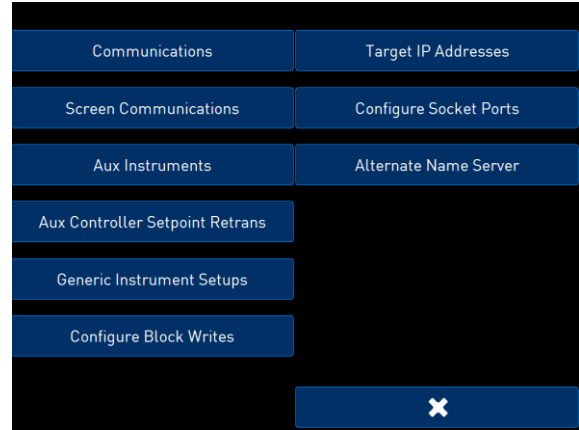 Communications
Target IP Addresses
Screen Communications
Configure Socket Ports
Aux Instruments
Alternate Name Server
Aux Controller Setpoint Retrans
Generic Instrument Setups
Configure Block Writes